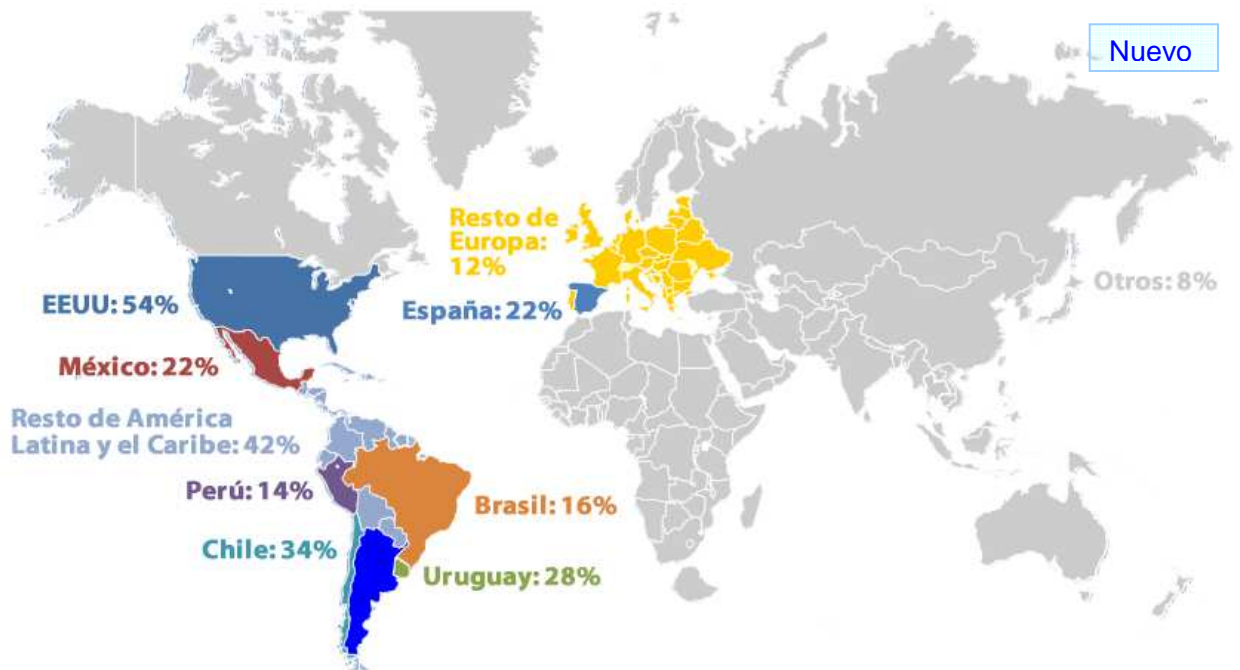 Nuevo
Resto de
Europa:
12%
Otros: 8%
EEUU: 54%
España: 22%
México: 22%
Resto de América
Latina y el Caribe: 42%
Perú: 14%
Brasil: 16%
Chile: 34%
Uruguay: 28%